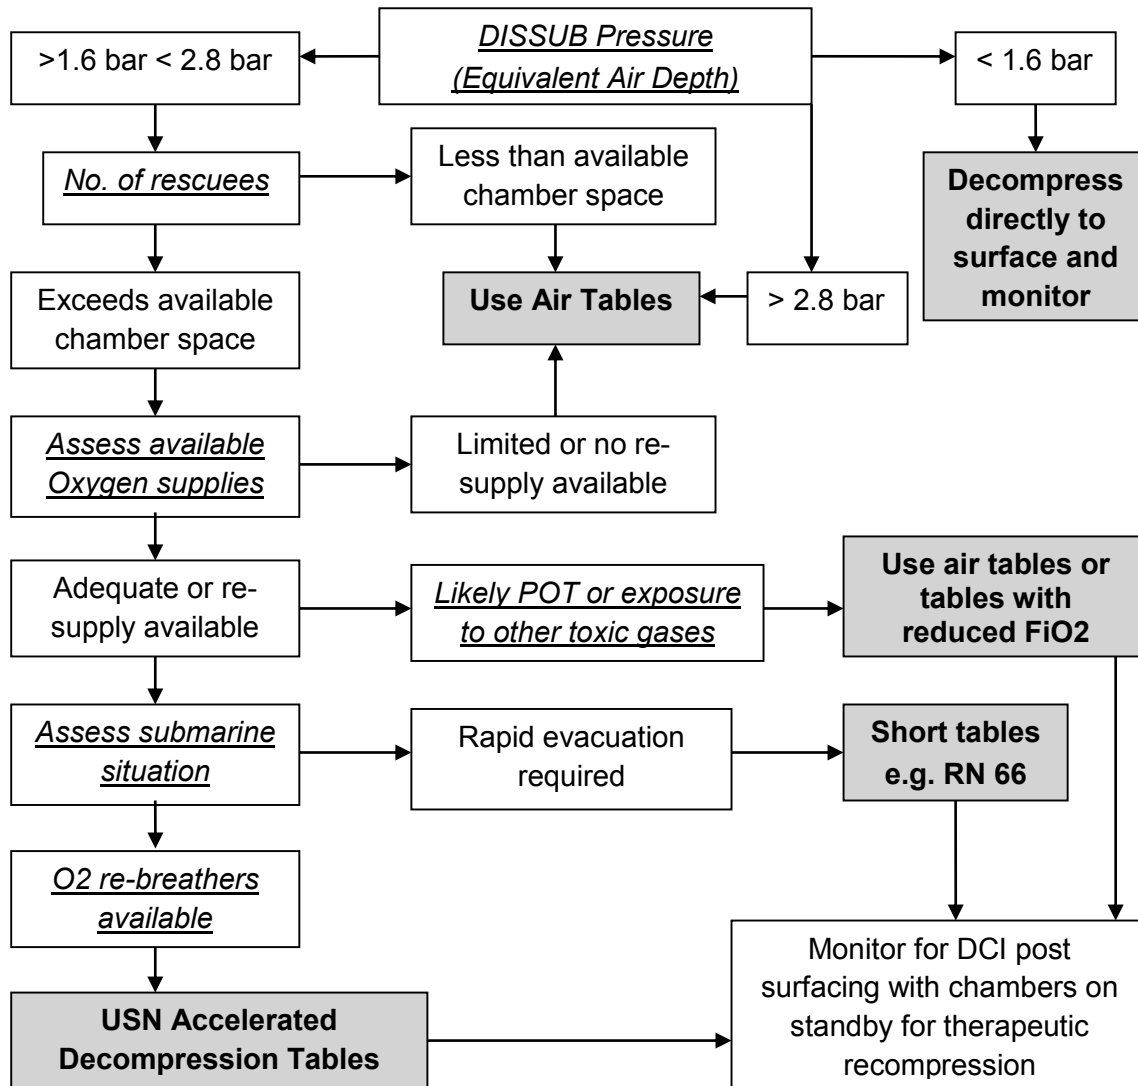 >1.6 bar < 2.8 bar
DISSUB Pressure
(Equivalent Air Depth)
< 1.6 bar
No. of rescuees
Less than available
chamber space
Decompress
directly to
surface and
monitor
Exceeds available
chamber space
Use Air Tables
> 2.8 bar
Assess available
Oxygen supplies
Limited or no re-
supply available
Adequate or re-
supply available
Likely POT or exposure
to other toxic gases
Use air tables or
tables with
reduced FiO2
Assess submarine
situation
Rapid evacuation
required
Short tables
e.g. RN 66
O2 re-breathers
available
USN Accelerated
Decompression Tables
Monitor for DCI post
surfacing with chambers on
standby for therapeutic
recompression